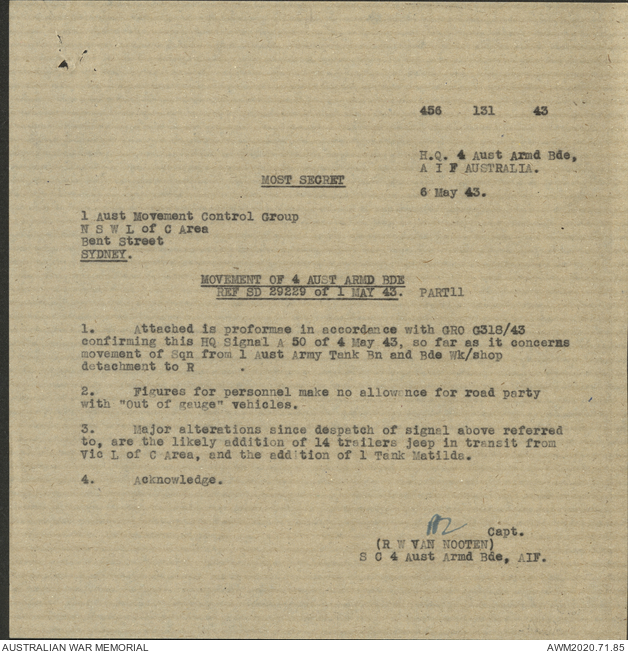 456 131 43
H.Q. 4 Aust Armd Bde,
A I F AUSTRALIA.
MOST SECRET
6 May 43.
1 Aust Movement Control Group
N S W L of C Area
Bent Street
SYDNEY.
MOVEMENT OF 4 AUST ARMD BDE
REF SD 29229 of 1 MAY 43. PART11
1. Attached is proformae in accordance with GRO G318/43
confirming this HQ Signal A 50 of 4 May 43, so far as it concerns
movement of Sqn from 1 Aust Army Tank Bn and Bde Wk/shop
detachment to R .
2. Figures for personnel make no allowance for road party
with "Out of gauge" vehicles.
3. Major alterations since despatch of signal above referred
to, are the likely addition of 14 trailers jeep in transit from
Vic L of C Area, and the addition of 1 Tank Matilda.
4. Acknowledge.
Capt.
(R W VAN NOOTEN)
S C 4 Aust Armd Bde, AIF.
AUSTRALIAN WAR MEMORIAL
AWM2020.71.85